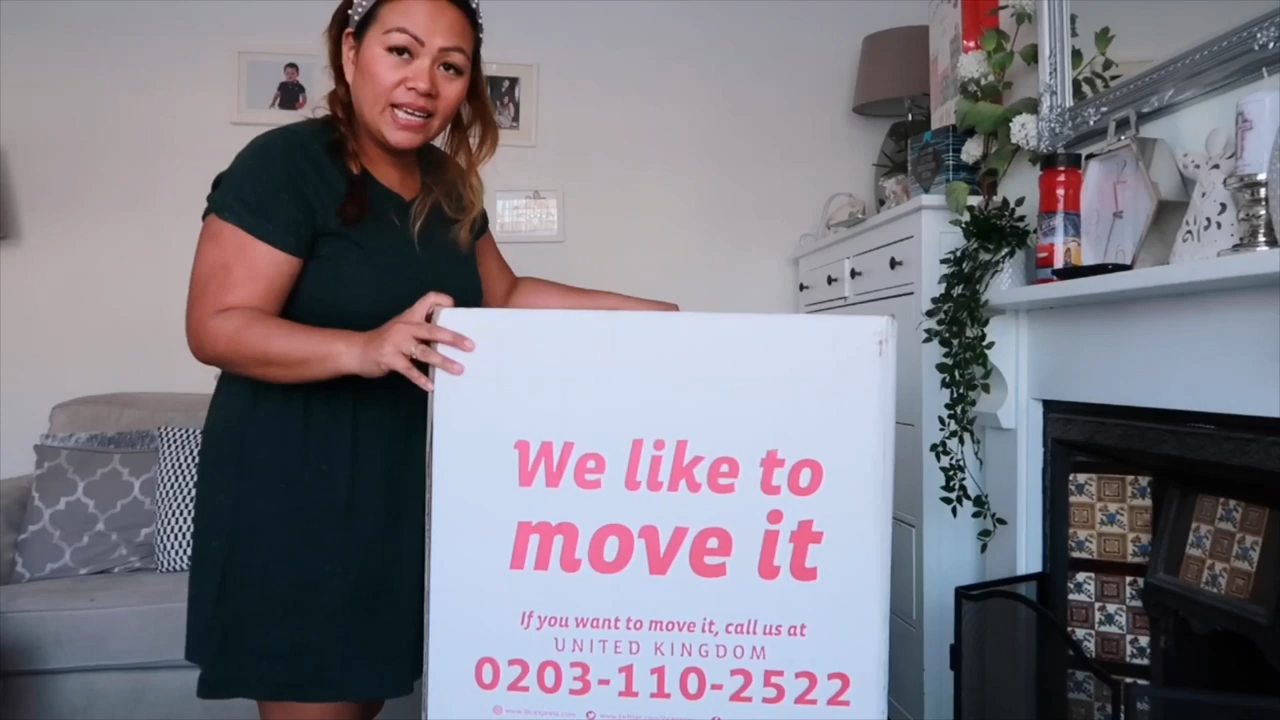 We like to
move it
If you want to move it, call us at
UNITED KINGDOM
0203-110-2522